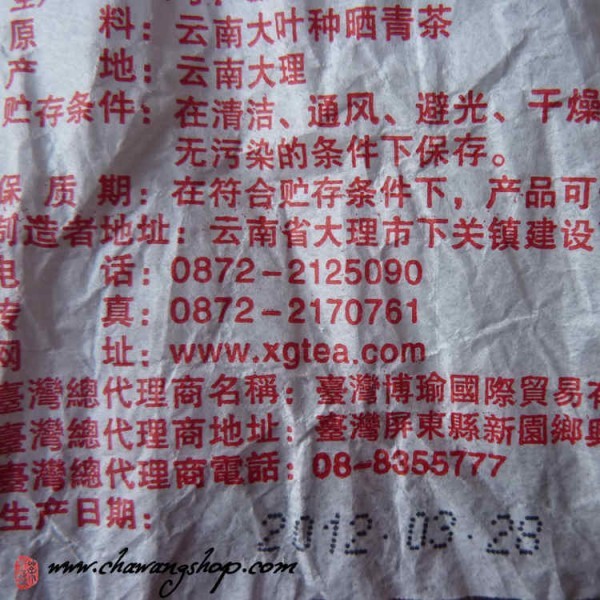 原 料：云南大叶种晒青茶
产 地：云南大理
贮存条件：在清洁、通风、避光、干燥
无污染的条件下保存。
保质期：在符合贮存条件下，产品可
制造者地址：云南省大理市下关镇建设
电 话：0872-2125090
传 真：0872-2170761
网 址：www.xgtea.com
臺灣總代理商名稱：臺灣博瑜國際貿易有
臺灣總代理商地址：臺灣屏東縣新園鄉興
臺灣總代理商電話：08-8355777
生产日期：
2012·03·28
www.chawangshop.com